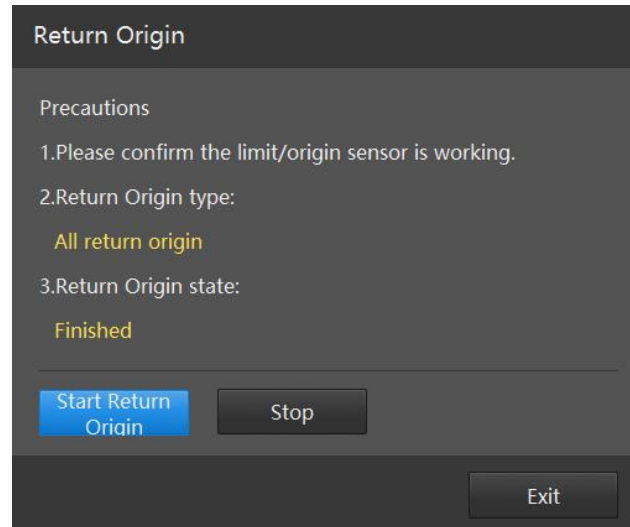 Return Origin
Precautions
1.Please confirm the limit/origin sensor is working.
2.Return Origin type:
All return origin
3.Return Origin state:
Finished
Start Return
Origin
Stop
Exit